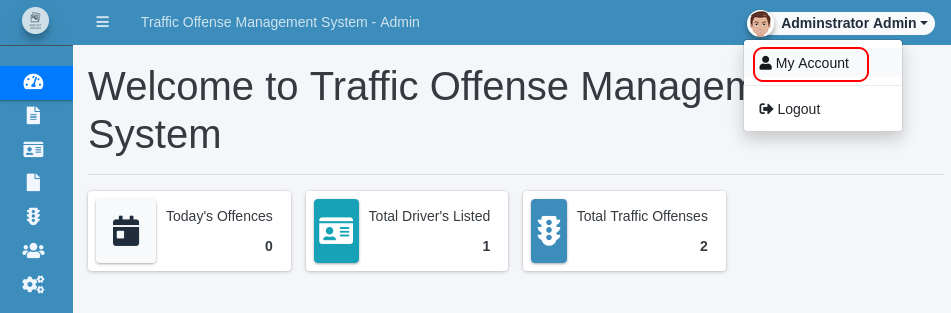 Traffic Offense Management System - Admin
Adminstrator Admin
My Account
Logout
Welcome to Traffic Offense Managem
System
Today's Offences
0
Total Driver's Listed
1
Total Traffic Offenses
2